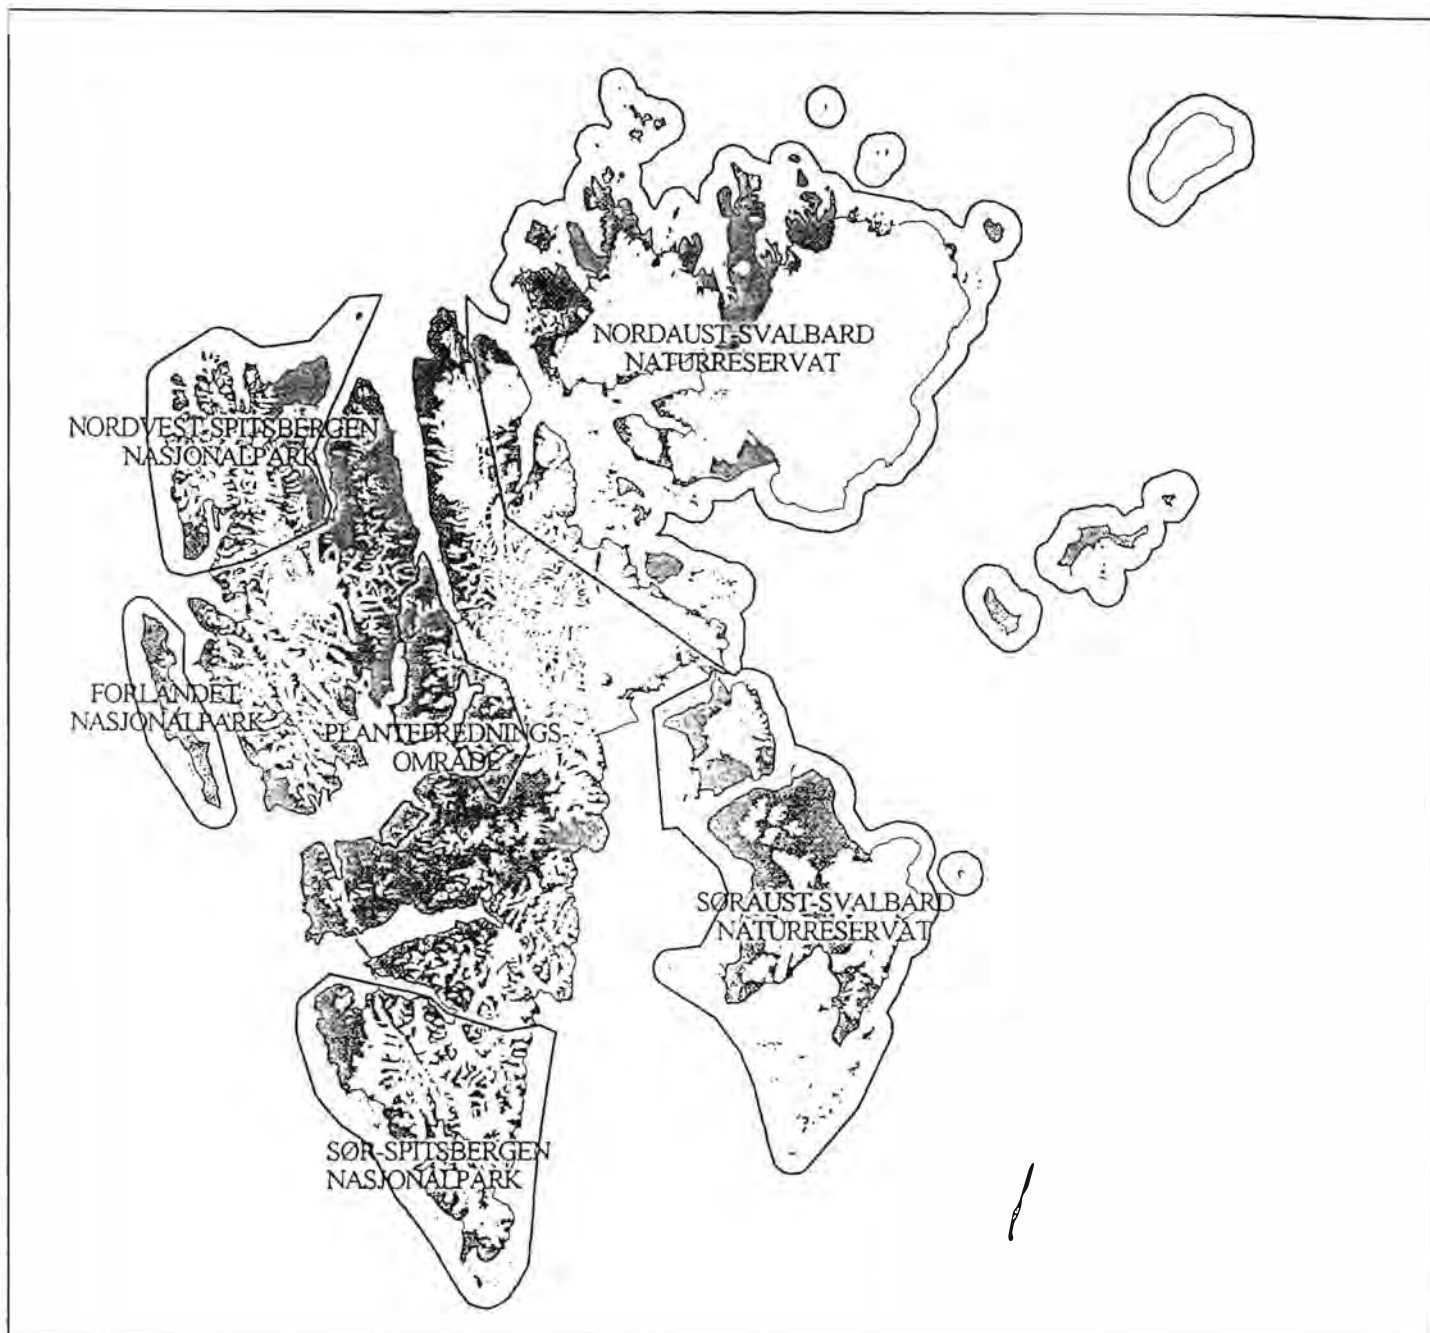 NORDAUST-SVALBARD
NATURRESERVAT
NORDVEST-SPITSBERGEN
NASJONALPARK
FORLANDET
NASJONALPARK
PLANTEFREDNINGS-
OMRÅDE
SØRAUST-SVALBARD
NATURRESERVAT
SØR-SPITSBERGEN
NASJONALPARK